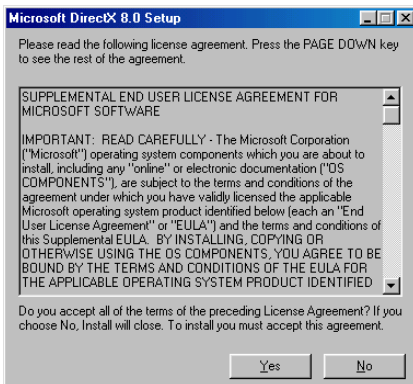 Microsoft DirectX 8.0 Setup
Please read the following license agreement. Press the PAGE DOWN key
to see the rest of the agreement.
SUPPLEMENTAL END USER LICENSE AGREEMENT FOR
MICROSOFT SOFTWARE
IMPORTANT: READ CAREFULLY - The Microsoft Corporation
("Microsoft") operating system components which you are about to
install, including any "online" or electronic documentation ("OS
COMPONENTS"), are subject to the terms and conditions of the
agreement under which you have validly licensed the applicable
Microsoft operating system product identified below (each an "End
User License Agreement" or "EULA") and the terms and conditions of
this Supplemental EULA. BY INSTALLING, COPYING OR
OTHERWISE USING THE OS COMPONENTS, YOU AGREE TO BE
BOUND BY THE TERMS AND CONDITIONS OF THE EULA FOR
THE APPLICABLE OPERATING SYSTEM PRODUCT IDENTIFIED
Do you accept all of the terms of the preceding License Agreement? If you
choose No, Install will close. To install you must accept this agreement.
Yes No